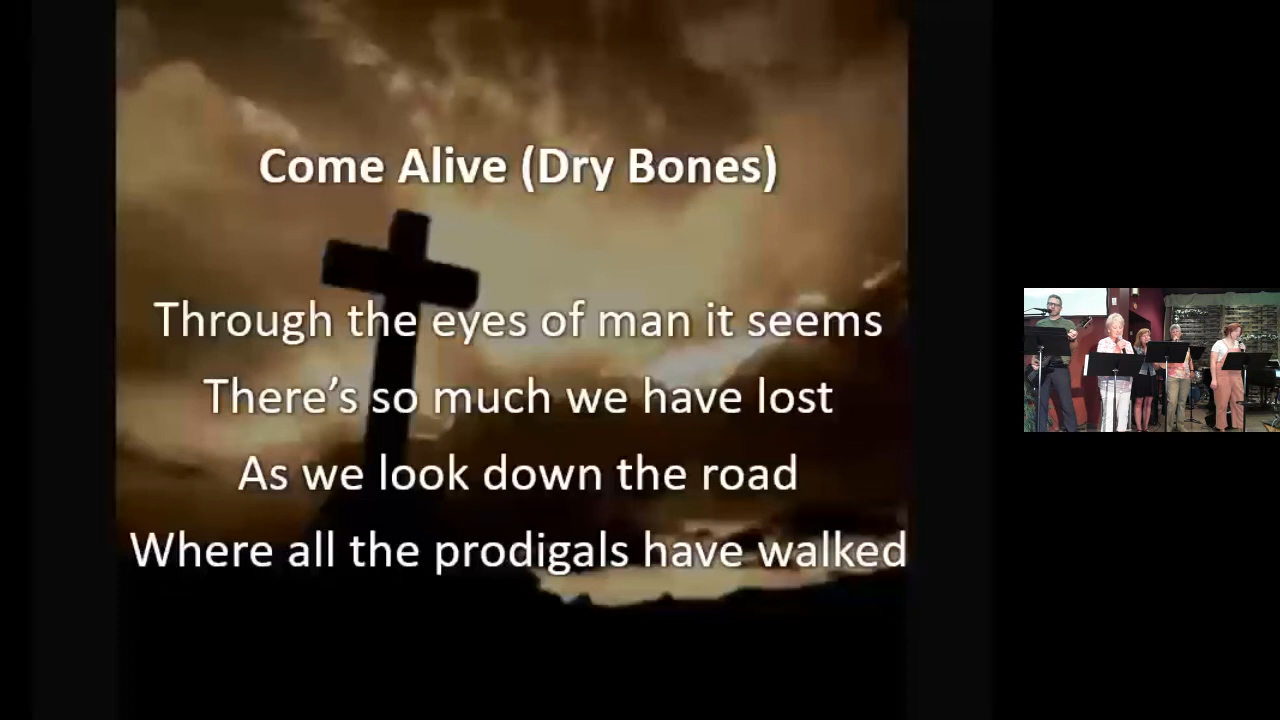 Come Alive (Dry Bones)
Through the eyes of man it seems
There's so much we have lost
As we look down the road
Where all the prodigals have walked